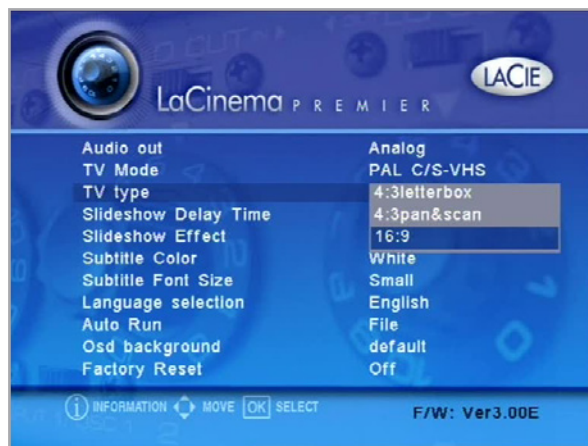 LaCinema PREMIER
LACIE
Audio out Analog
TV Mode PAL C/S-VHS
TV type 4:3letterbox
Slideshow Delay Time 4:3pan&scan
Slideshow Effect 16:9
Subtitle Color White
Subtitle Font Size Small
Language selection English
Auto Run File
Osd background default
Factory Reset Off
i INFORMATION MOVE OK SELECT
F/W: Ver3.00E